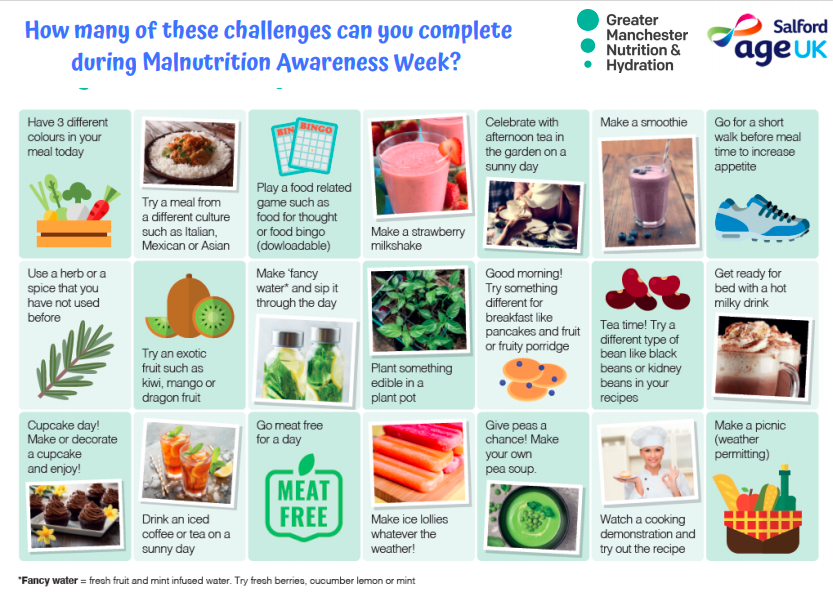 How many of these challenges can you complete
during Malnutrition Awareness Week?
Greater
Manchester
Nutrition &
Hydration
Salford
age UK
Have 3 different
colours in your
meal today
Try a meal from
a different culture
such as Italian,
Mexican or Asian
BINGO
BINGO
Play a food related
game such as
food for thought
or food bingo
(dowloadable)
Make a strawberry
milkshake
Celebrate with
afternoon tea in
the garden on a
sunny day
Make a smoothie
Go for a short
walk before meal
time to increase
appetite
Use a herb or a
spice that you
have not used
before
Try an exotic
fruit such as
kiwi, mango or
dragon fruit
Make 'fancy
water* and sip it
through the day
Plant something
edible in a
plant pot
Good morning!
Try something
different for
breakfast like
pancakes and fruit
or fruity porridge
Tea time! Try a
different type of
bean like black
beans or kidney
beans in your
recipes
Get ready for
bed with a hot
milky drink
Cupcake day!
Make or decorate
a cupcake
and enjoy!
Drink an iced
coffee or tea on a
sunny day
Go meat free
for a day
MEAT
FREE
Make ice lollies
whatever the
weather!
Give peas a
chance! Make
your own
pea soup.
Watch a cooking
demonstration and
try out the recipe
Make a picnic
(weather
permitting)
*Fancy water = fresh fruit and mint infused water. Try fresh berries, cucumber lemon or mint